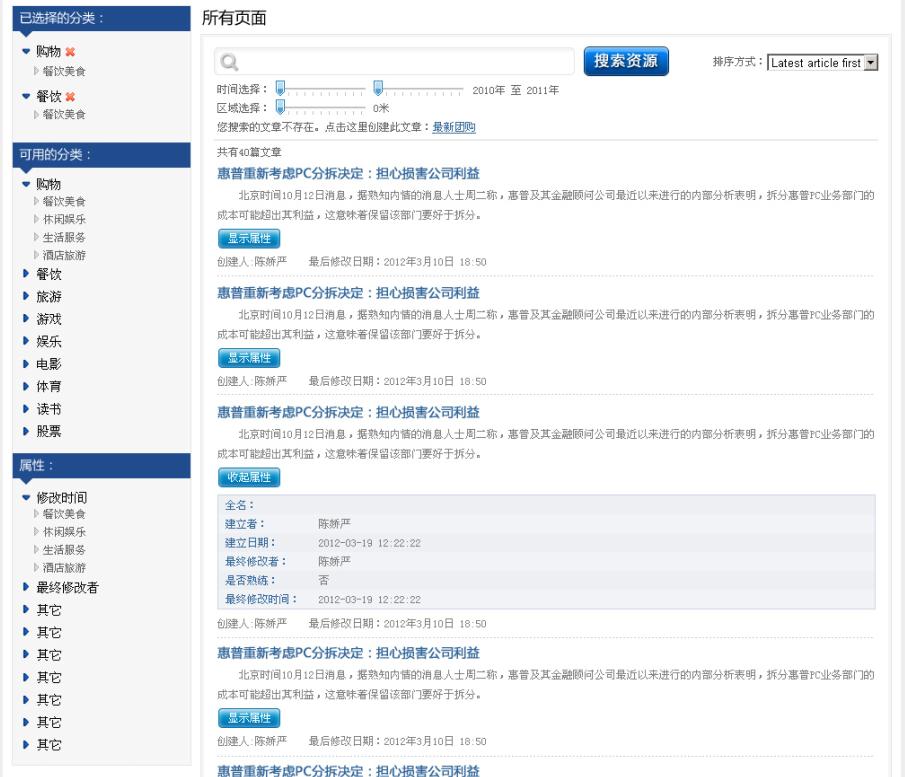 已选择的分类：
购物
餐饮美食
餐饮
餐饮美食
可用的分类：
购物
餐饮美食
休闲娱乐
生活服务
酒店旅游
餐饮
旅游
游戏
娱乐
电影
体育
读书
股票
属性：
修改时间
餐饮美食
休闲娱乐
生活服务
酒店旅游
最终修改者
其它
其它
其它
其它
其它
其它
其它
所有页面
搜索资源
排序方式：Latest article first
时间选择： 2010年 至 2011年
区域选择： 0米
您搜索的文章不存在。点击这里创建此文章：最新团购
共有40篇文章
惠普重新考虑PC分拆决定：担心损害公司利益
北京时间10月12日消息，据熟知内情的消息人士周二称，惠普及其金融顾问公司最近以来进行的内部分析表明，拆分惠普PC业务部门的
成本可能超出其利益，这意味着保留该部门要好于拆分。
显示属性
创建人:陈娇严 最后修改日期：2012年3月10日 18:50
惠普重新考虑PC分拆决定：担心损害公司利益
北京时间10月12日消息，据熟知内情的消息人士周二称，惠普及其金融顾问公司最近以来进行的内部分析表明，拆分惠普PC业务部门的
成本可能超出其利益，这意味着保留该部门要好于拆分。
显示属性
创建人:陈娇严 最后修改日期：2012年3月10日 18:50
惠普重新考虑PC分拆决定：担心损害公司利益
北京时间10月12日消息，据熟知内情的消息人士周二称，惠普及其金融顾问公司最近以来进行的内部分析表明，拆分惠普PC业务部门的
成本可能超出其利益，这意味着保留该部门要好于拆分。
收起属性
全名：
建立者： 陈娇严
建立日期： 2012-03-19 12:22:22
最终修改者： 陈娇严
是否熟练： 否
最终修改时间： 2012-03-19 12:22:22
创建人:陈娇严 最后修改日期：2012年3月10日 18:50
惠普重新考虑PC分拆决定：担心损害公司利益
北京时间10月12日消息，据熟知内情的消息人士周二称，惠普及其金融顾问公司最近以来进行的内部分析表明，拆分惠普PC业务部门的
成本可能超出其利益，这意味着保留该部门要好于拆分。
显示属性
创建人:陈娇严 最后修改日期：2012年3月10日 18:50
惠普重新考虑PC分拆决定：担心损害公司利益